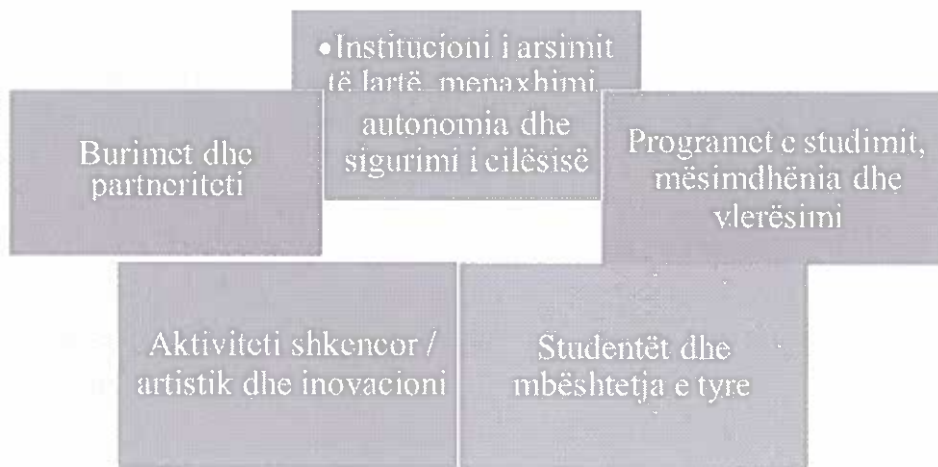 •Institucioni i arsimit
të lartë, menaxhimi,
autonomia dhe
sigurimi i cilësisë
Burimet dhe
partneriteti
Programet e studimit,
mësimdhënia dhe
vlerësimi
Aktiviteti shkencor /
artistik dhe inovacioni
Studentët dhe
mbështetja e tyre